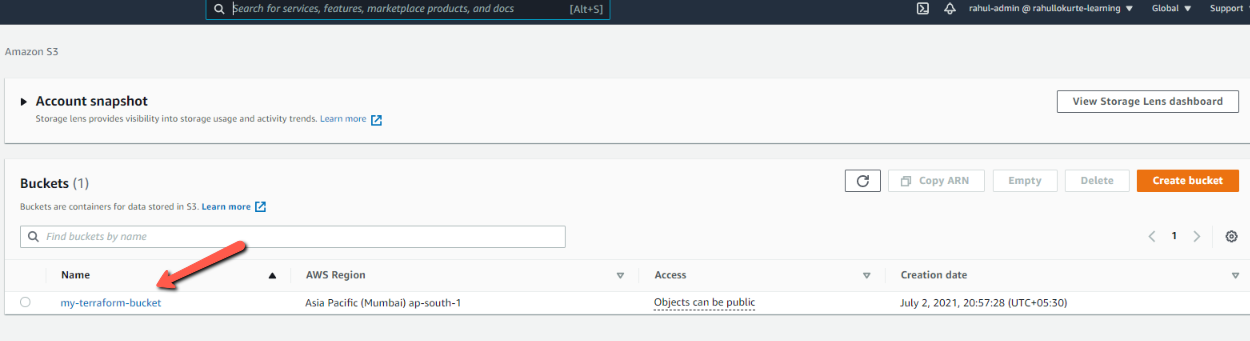 Search for services, features, marketplace products, and docs [Alt+S] rahul-admin @ rahullokurte-learning Global Support
Amazon S3
Account snapshot View Storage Lens dashboard
Storage lens provides visibility into storage usage and activity trends. Learn more
Buckets (1) Copy ARN Empty Delete Create bucket
Buckets are containers for data stored in S3. Learn more
Find buckets by name 1
Name AWS Region Access Creation date
my-terraform-bucket Asia Pacific (Mumbai) ap-south-1 Objects can be public July 2, 2021, 20:57:28 (UTC+05:30)